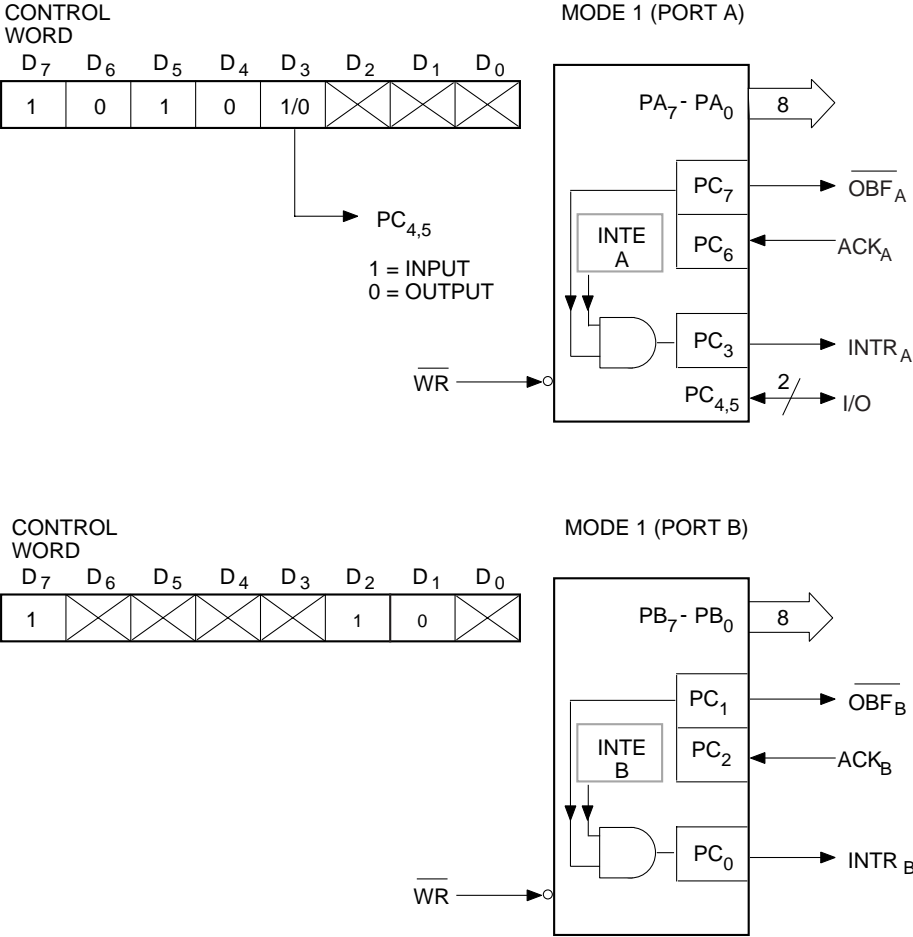 CONTROL
WORD
MODE 1 (PORT A)
D7 D6 D5 D4 D3 D2 D1 D0
1 0 1 0 1/0
PA7 - PA0 8
PC4,5
1 = INPUT
0 = OUTPUT
PC7 OBFA
INTE
A
PC6 ACKA
PC3 INTRA
WR
PC4,5 2 I/O
CONTROL
WORD
MODE 1 (PORT B)
D7 D6 D5 D4 D3 D2 D1 D0
1 1 0
PB7 - PB0 8
PC1 OBFB
INTE
B
PC2 ACKB
PC0 INTR B
WR